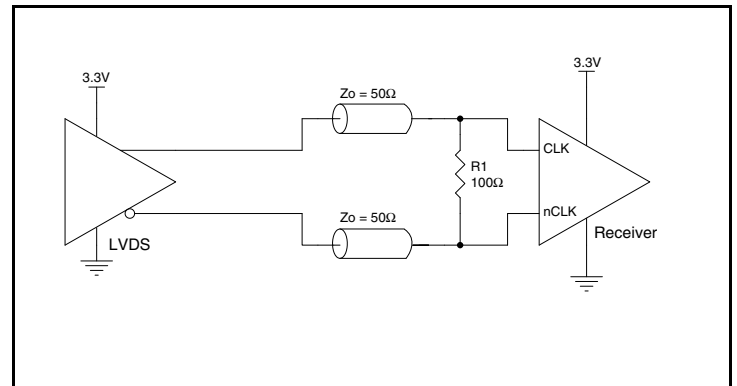 3.3V
3.3V
Zo = 50Ω
CLK
R1
100Ω
Zo = 50Ω
nCLK
LVDS
Receiver